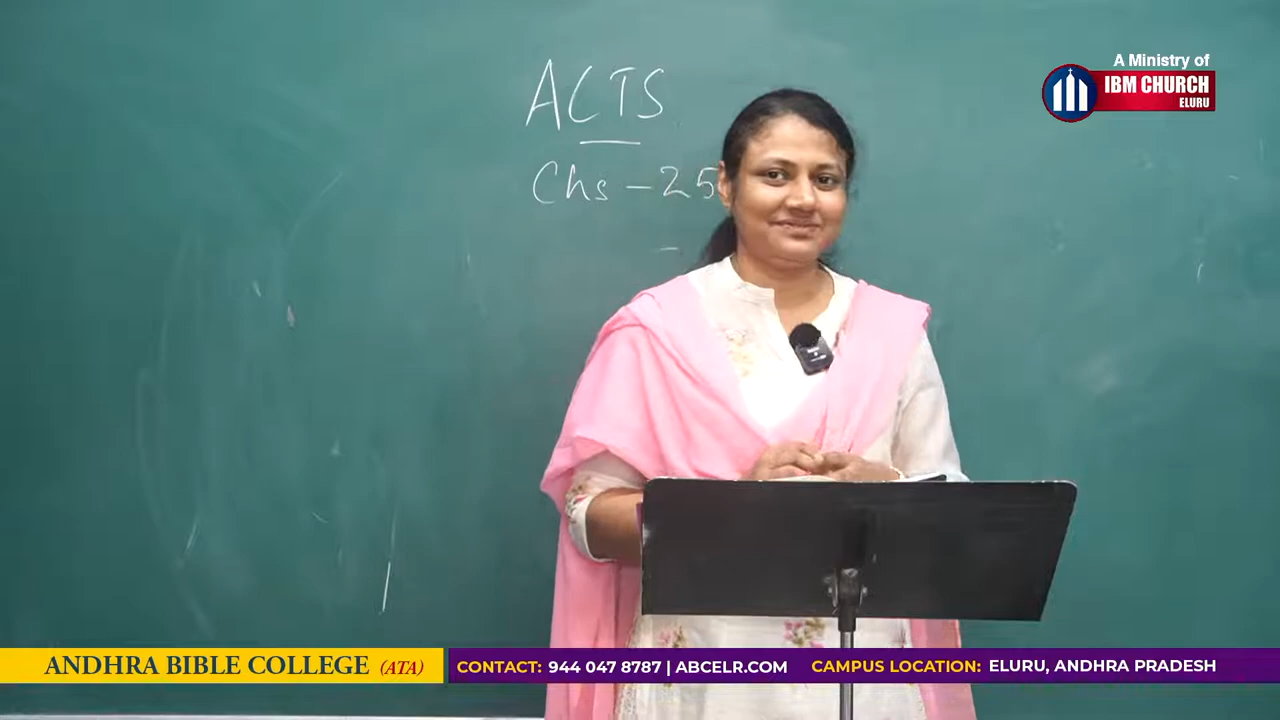 ACTS
Chs - 25
-
A Ministry of
IBM CHURCH
ELURU
ANDHRA BIBLE COLLEGE (ATA)
CONTACT: 944 047 8787 | ABCELR.COM CAMPUS LOCATION: ELURU, ANDHRA PRADESH